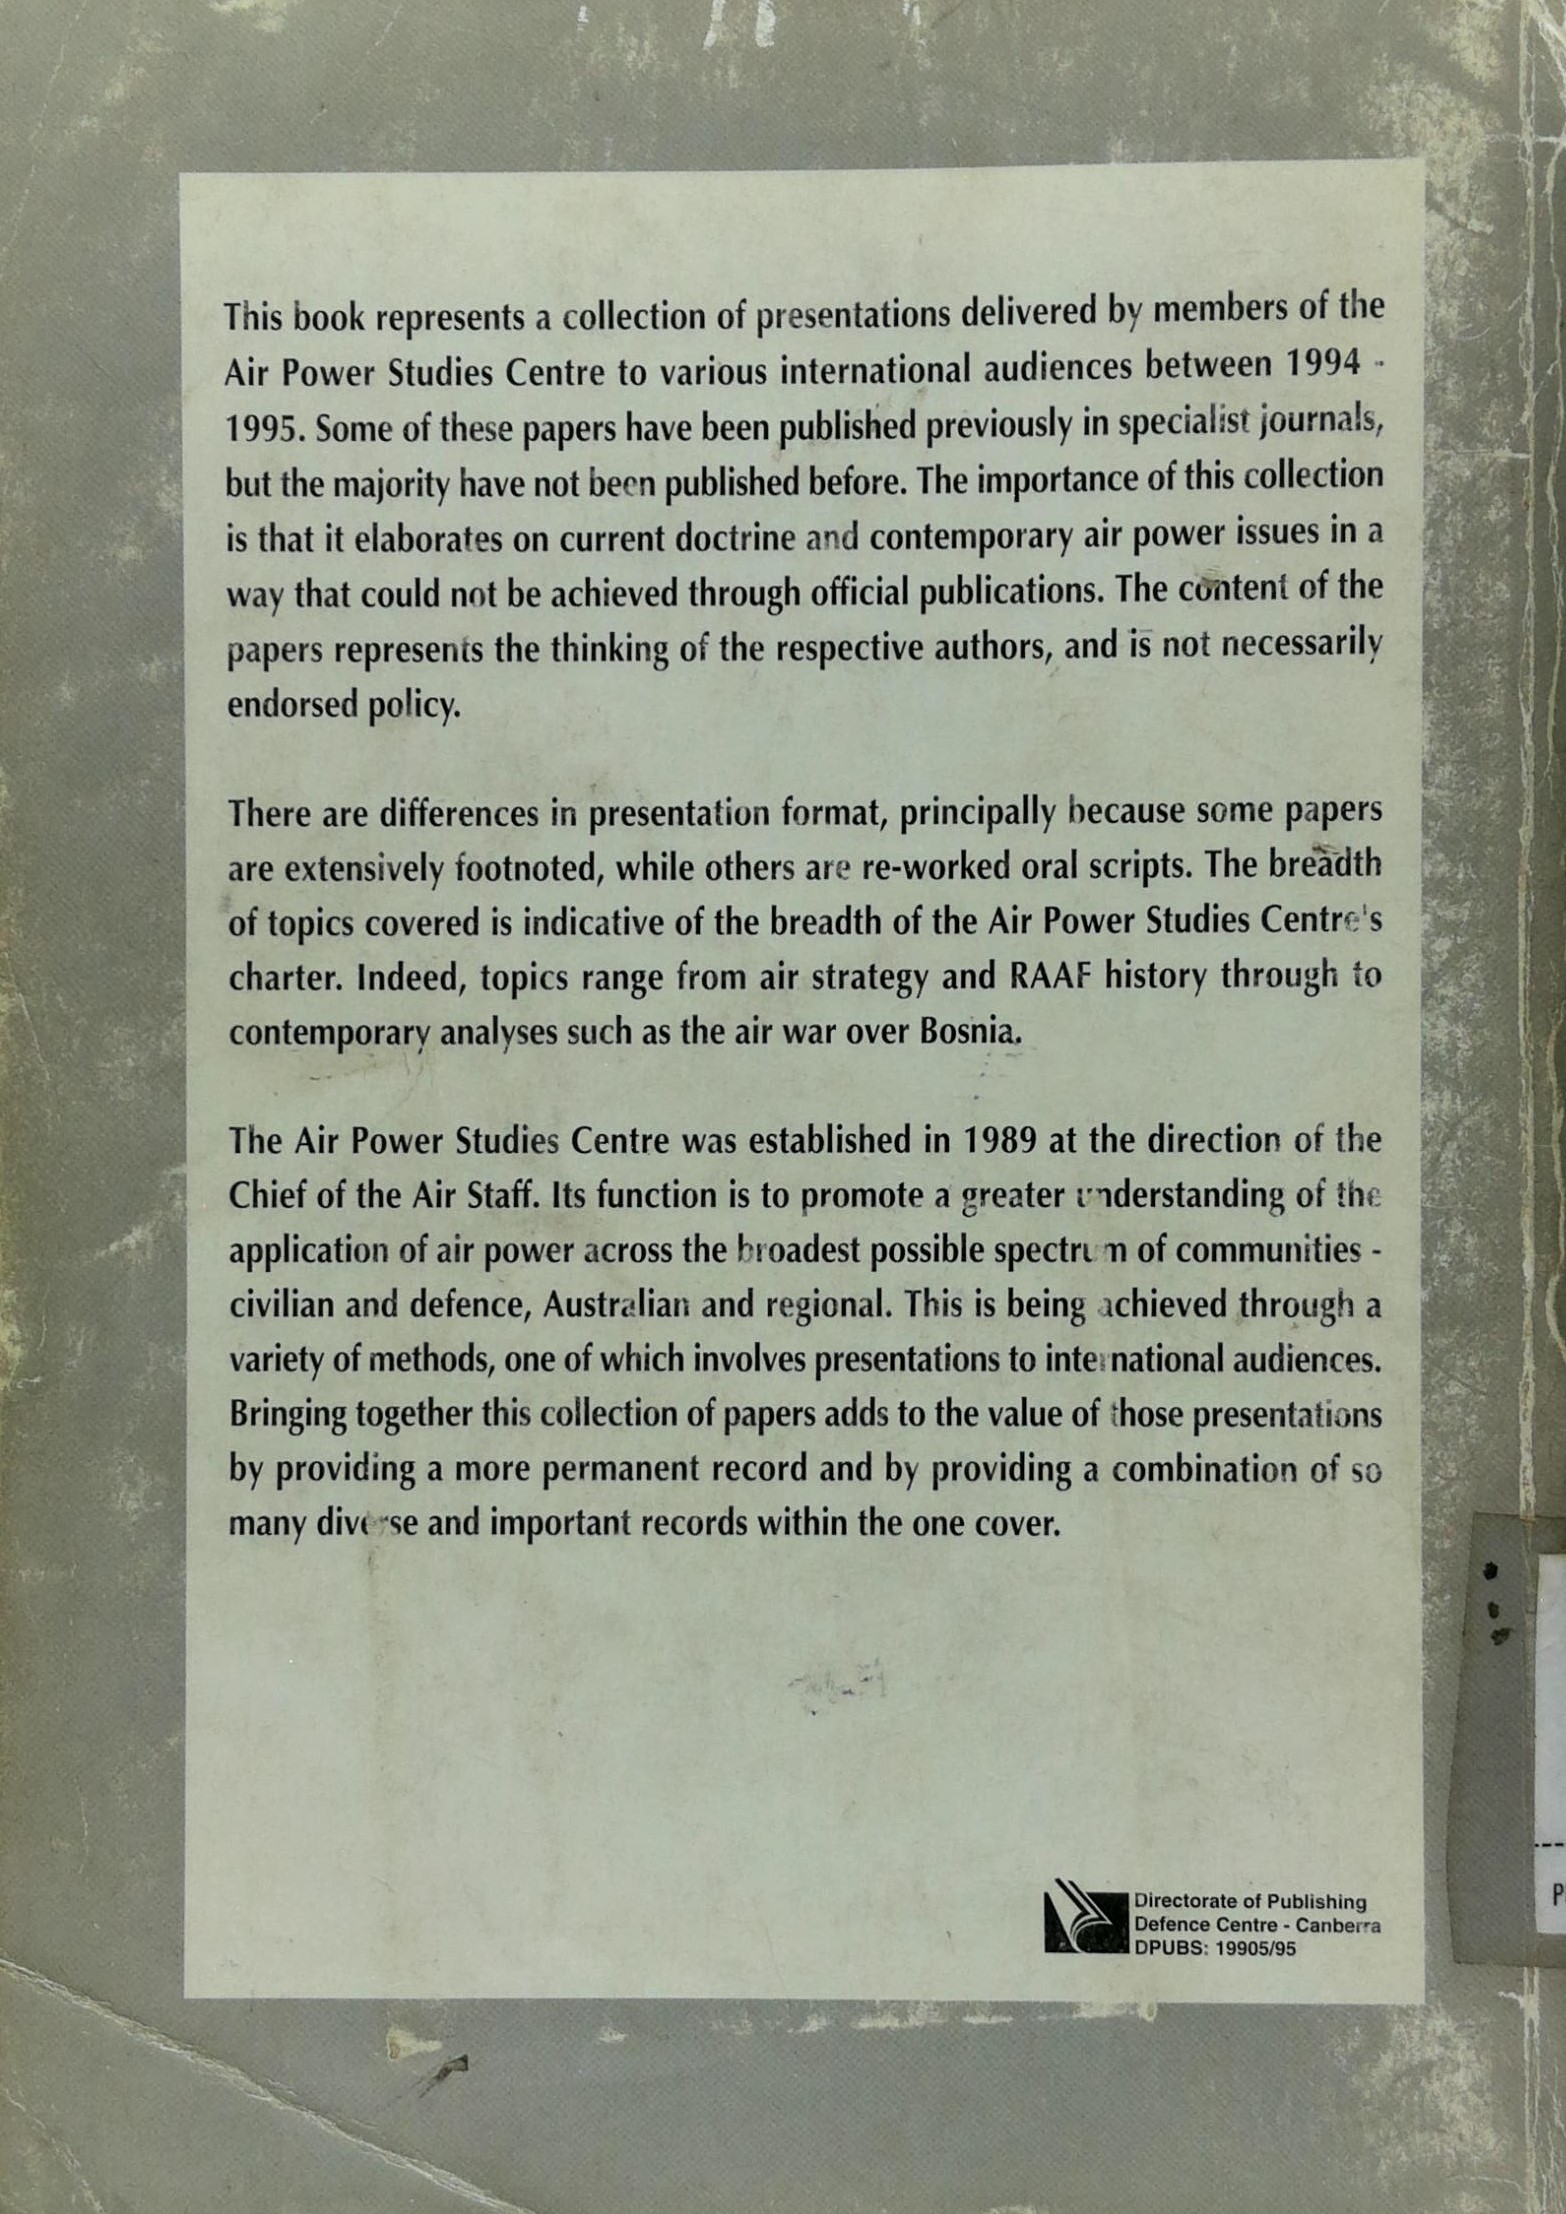 This book represents a collection of presentations delivered by members of the
Air Power Studies Centre to various international audiences between 1994 -
1995. Some of these papers have been published previously in specialist journals,
but the majority have not been published before. The importance of this collection
is that it elaborates on current doctrine and contemporary air power issues in a
way that could not be achieved through official publications. The content of the
papers represents the thinking of the respective authors, and is not necessarily
endorsed policy.
There are differences in presentation format, principally because some papers
are extensively footnoted, while others are re-worked oral scripts. The breadth
of topics covered is indicative of the breadth of the Air Power Studies Centre's
charter. Indeed, topics range from air strategy and RAAF history through to
contemporary analyses such as the air war over Bosnia.
The Air Power Studies Centre was established in 1989 at the direction of the
Chief of the Air Staff. Its function is to promote a greater understanding of the
application of air power across the broadest possible spectrum of communities -
civilian and defence, Australian and regional. This is being achieved through a
variety of methods, one of which involves presentations to international audiences.
Bringing together this collection of papers adds to the value of those presentations
by providing a more permanent record and by providing a combination of so
many diverse and important records within the one cover.
Directorate of Publishing
Defence Centre - Canberra
DPUBS: 19905/95